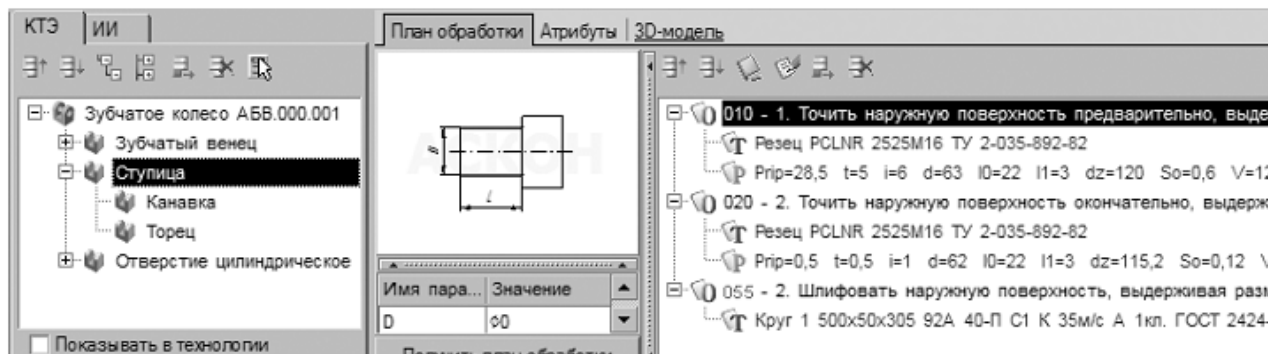 КТЭ ИИ
План обработки Атрибуты 3D-модель
Зубчатое колесо АБВ.000.001
Зубчатый венец
Ступица
Канавка
Торец
Отверстие цилиндрическое
Показывать в технологии
АСКОН
L
Имя пара... Значение
D ф0
Получить план обработки
010 - 1. Точить наружную поверхность предварительно, выде
Резец PCLNR 2525M16 ТУ 2-035-892-82
Prip=28,5 t=5 i=6 d=63 l0=22 l1=3 dz=120 So=0,6 V=12
020 - 2. Точить наружную поверхность окончательно, выдерж
Резец PCLNR 2525M16 ТУ 2-035-892-82
Prip=0,5 t=0,5 i=1 d=62 l0=22 l1=3 dz=115,2 So=0,12
055 - 2. Шлифовать наружную поверхность, выдерживая разм
Круг 1 500x50x305 92А 40-П С1 К 35м/с А 1кл. ГОСТ 2424-